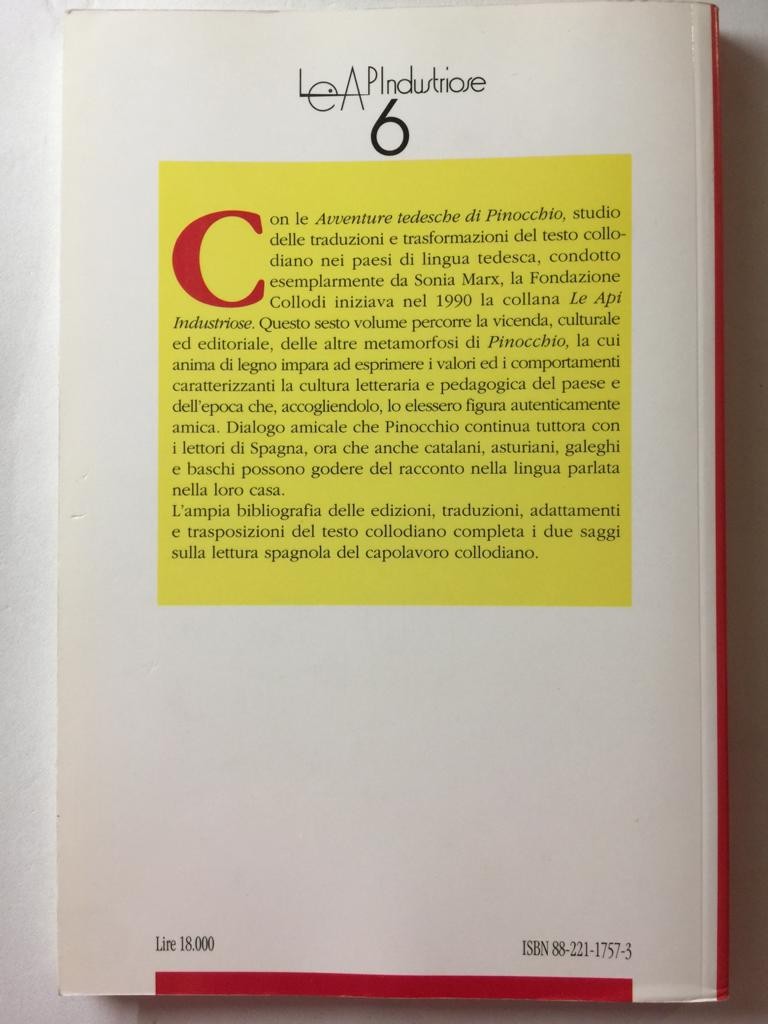 Le Api Industriose
6
Con le Avventure tedesche di Pinocchio, studio
delle traduzioni e trasformazioni del testo collo-
diano nei paesi di lingua tedesca, condotto
esemplarmente da Sonia Marx, la Fondazione
Collodi iniziava nel 1990 la collana Le Api
Industriose. Questo sesto volume percorre la vicenda, culturale
ed editoriale, delle altre metamorfosi di Pinocchio, la cui
anima di legno impara ad esprimere i valori ed i comportamenti
caratterizzanti la cultura letteraria e pedagogica del paese e
dell'epoca che, accogliendolo, lo elessero figura autenticamente
amica. Dialogo amicale che Pinocchio continua tuttora con
i lettori di Spagna, ora che anche catalani, asturiani, galeghi
e baschi possono godere del racconto nella lingua parlata
nella loro casa.
L'ampia bibliografia delle edizioni, traduzioni, adattamenti
e trasposizioni del testo collodiano completa i due saggi
sulla lettura spagnola del capolavoro collodiano.
Lire 18.000
ISBN 88-221-1757-3